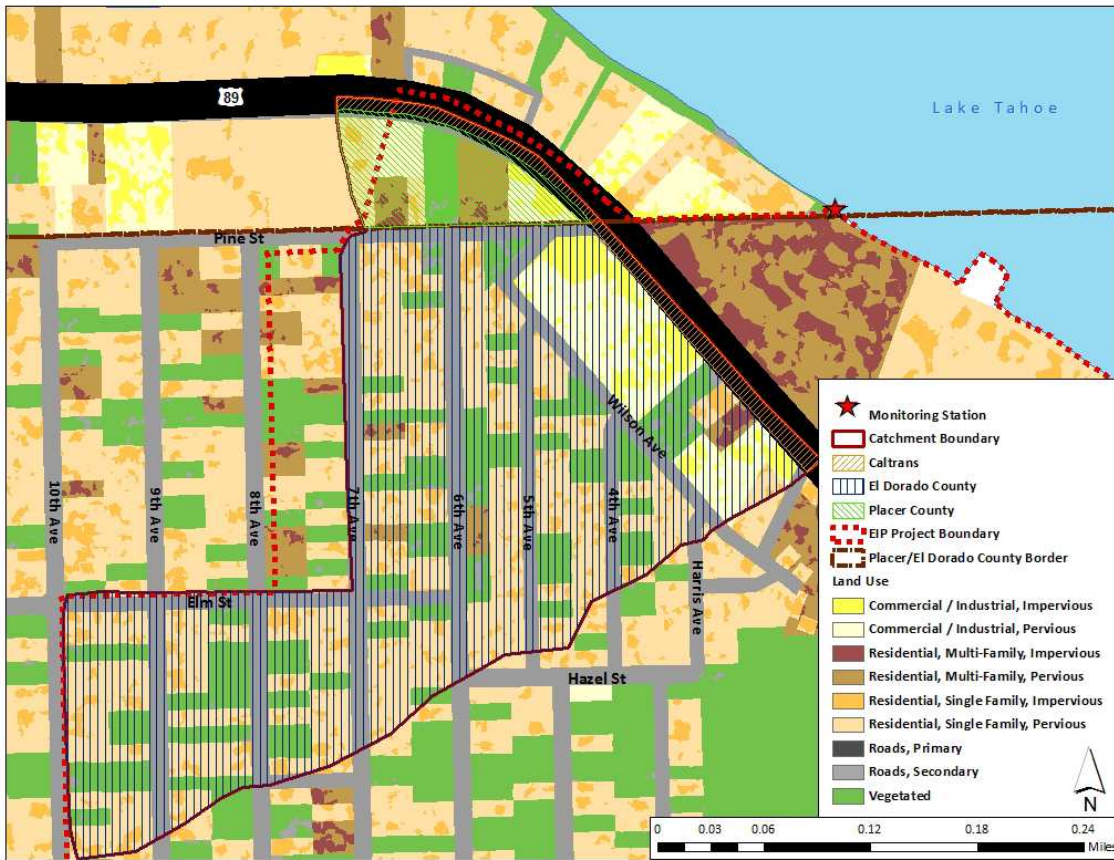 89
Lake Tahoe
Pine St
Wilson Ave
10th Ave
9th Ave
8th Ave
7th Ave
6th Ave
5th Ave
4th Ave
Elm St
Harris Ave
Hazel St
Monitoring Station
Catchment Boundary
Caltrans
El Dorado County
Placer County
EIP Project Boundary
Placer/El Dorado County Border
Land Use
Commercial / Industrial, Impervious
Commercial / Industrial, Pervious
Residential, Multi-Family, Impervious
Residential, Multi-Family, Pervious
Residential, Single Family, Impervious
Residential, Single Family, Pervious
Roads, Primary
Roads, Secondary
Vegetated
N
0 0.03 0.06 0.12 0.18 0.24
Miles